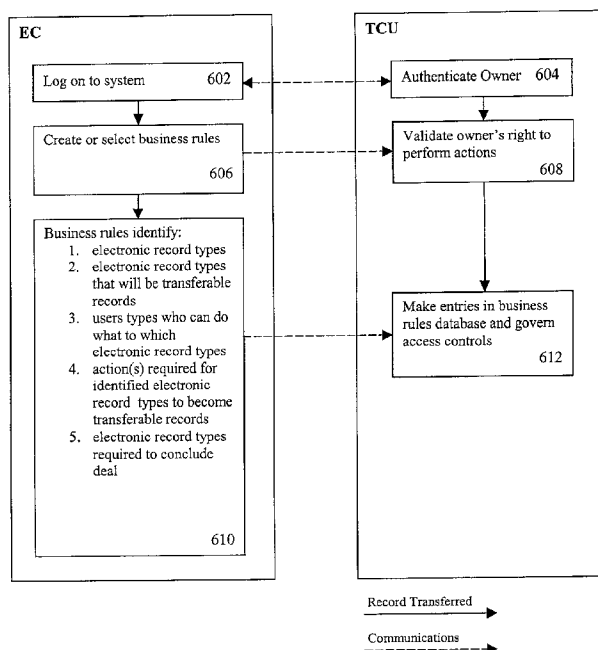 EC
Log on to system 602
Create or select business rules
606
Business rules identify:
1. electronic record types
2. electronic record types
that will be transferable
records
3. users types who can do
what to which
electronic record types
4. action(s) required for
identified electronic
record types to become
transferable records
5. electronic record types
required to conclude
deal
610
TCU
Authenticate Owner 604
Validate owner's right to
perform actions
608
Make entries in business
rules database and govern
access controls
612
Record Transferred
Communications